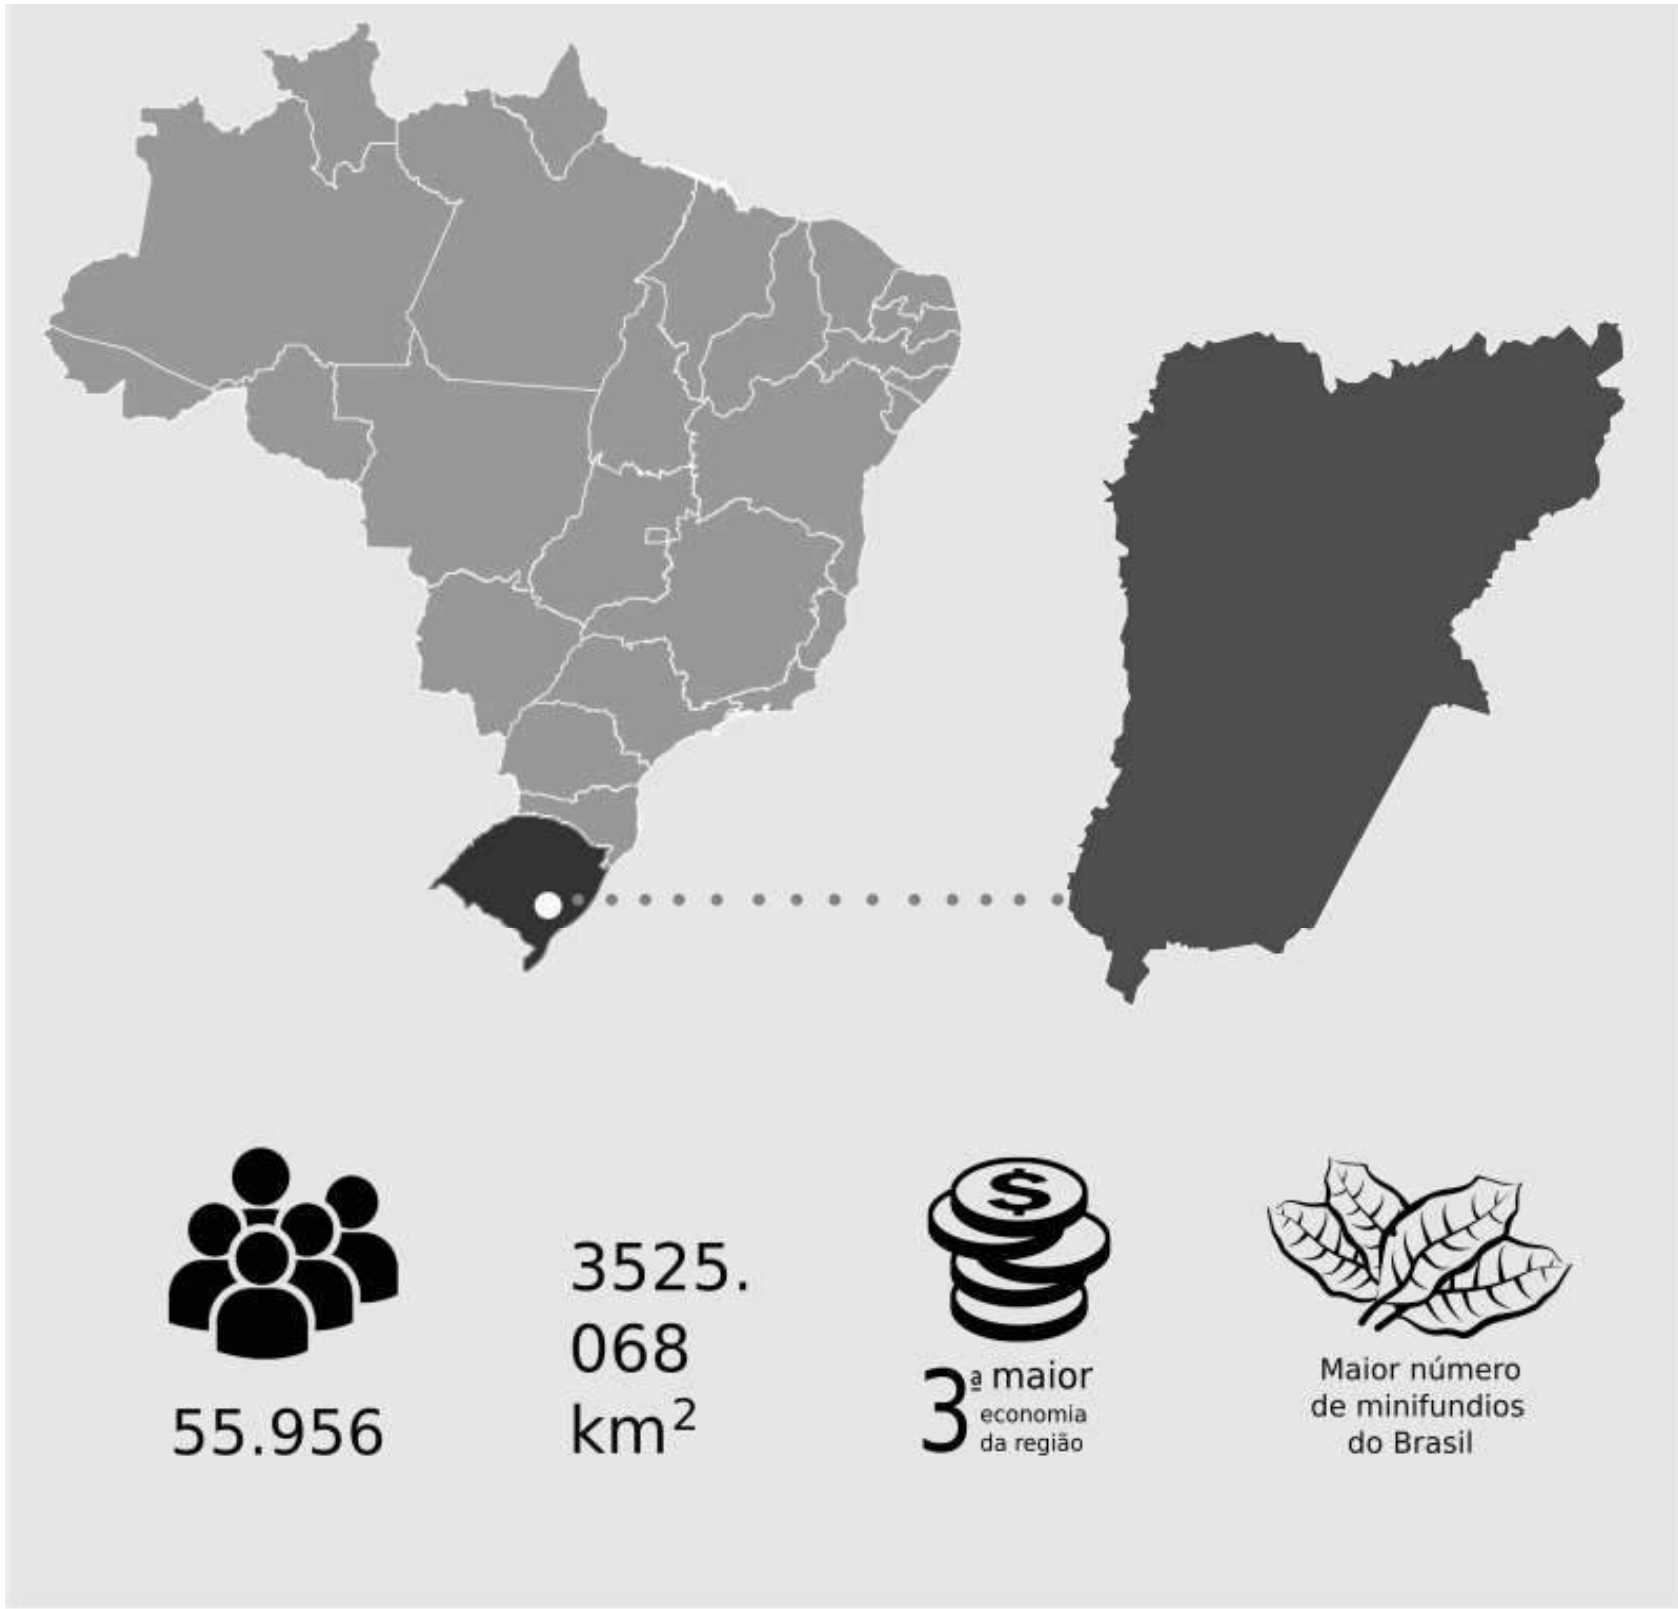 55.956
3525.
068
km²
$
3ª maior
economia
da região
Maior número
de minifundios
do Brasil